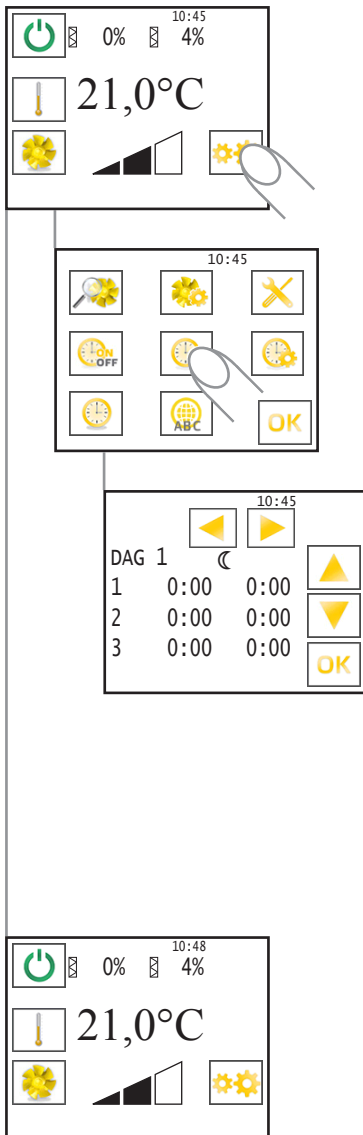 10:45
0% 4%
21,0°C
10:45
ON
OFF
ABC
OK
10:45
DAG 1
1 0:00 0:00
2 0:00 0:00
3 0:00 0:00
OK
10:48
0% 4%
21,0°C